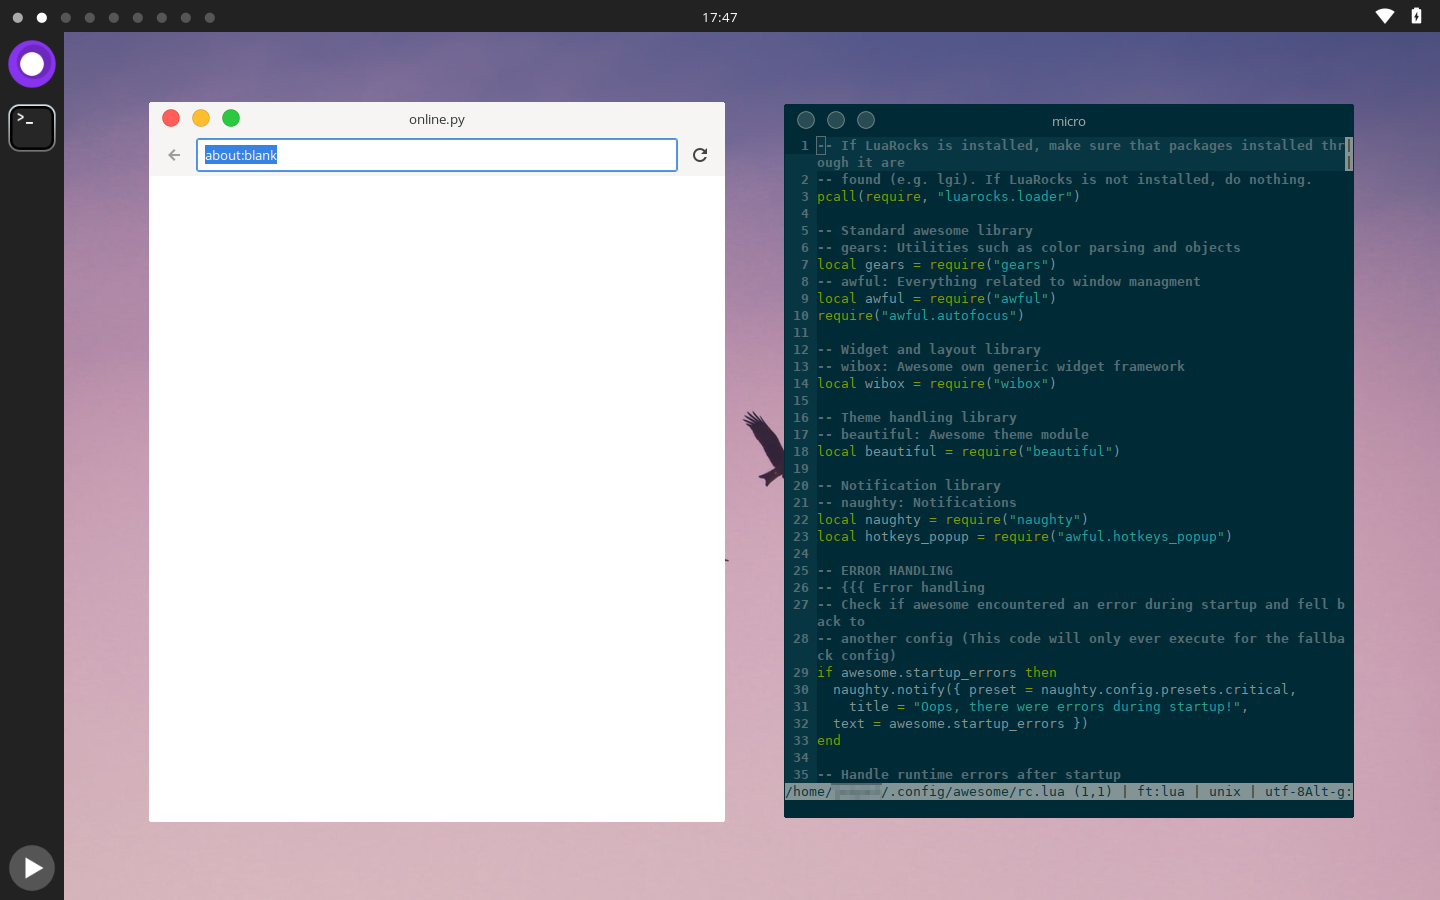 17:47
>_
online.py
about:blank
micro
1 -- If LuaRocks is installed, make sure that packages installed thr
ough it are
2 -- found (e.g. lgi). If LuaRocks is not installed, do nothing.
3 pcall(require, "luarocks.loader")
4
5 -- Standard awesome library
6 -- gears: Utilities such as color parsing and objects
7 local gears = require("gears")
8 -- awful: Everything related to window managment
9 local awful = require("awful")
10 require("awful.autofocus")
11
12 -- Widget and layout library
13 -- wibox: Awesome own generic widget framework
14 local wibox = require("wibox")
15
16 -- Theme handling library
17 -- beautiful: Awesome theme module
18 local beautiful = require("beautiful")
19
20 -- Notification library
21 -- naughty: Notifications
22 local naughty = require("naughty")
23 local hotkeys_popup = require("awful.hotkeys_popup")
24
25 -- ERROR HANDLING
26 -- {{{ Error handling
27 -- Check if awesome encountered an error during startup and fell b
ack to
28 -- another config (This code will only ever execute for the fallba
ck config)
29 if awesome.startup_errors then
30   naughty.notify({ preset = naughty.config.presets.critical,
31     title = "Oops, there were errors during startup!",
32   text = awesome.startup_errors })
33 end
34
35 -- Handle runtime errors after startup
/home/ /.config/awesome/rc.lua (1,1) | ft:lua | unix | utf-8Alt-g: